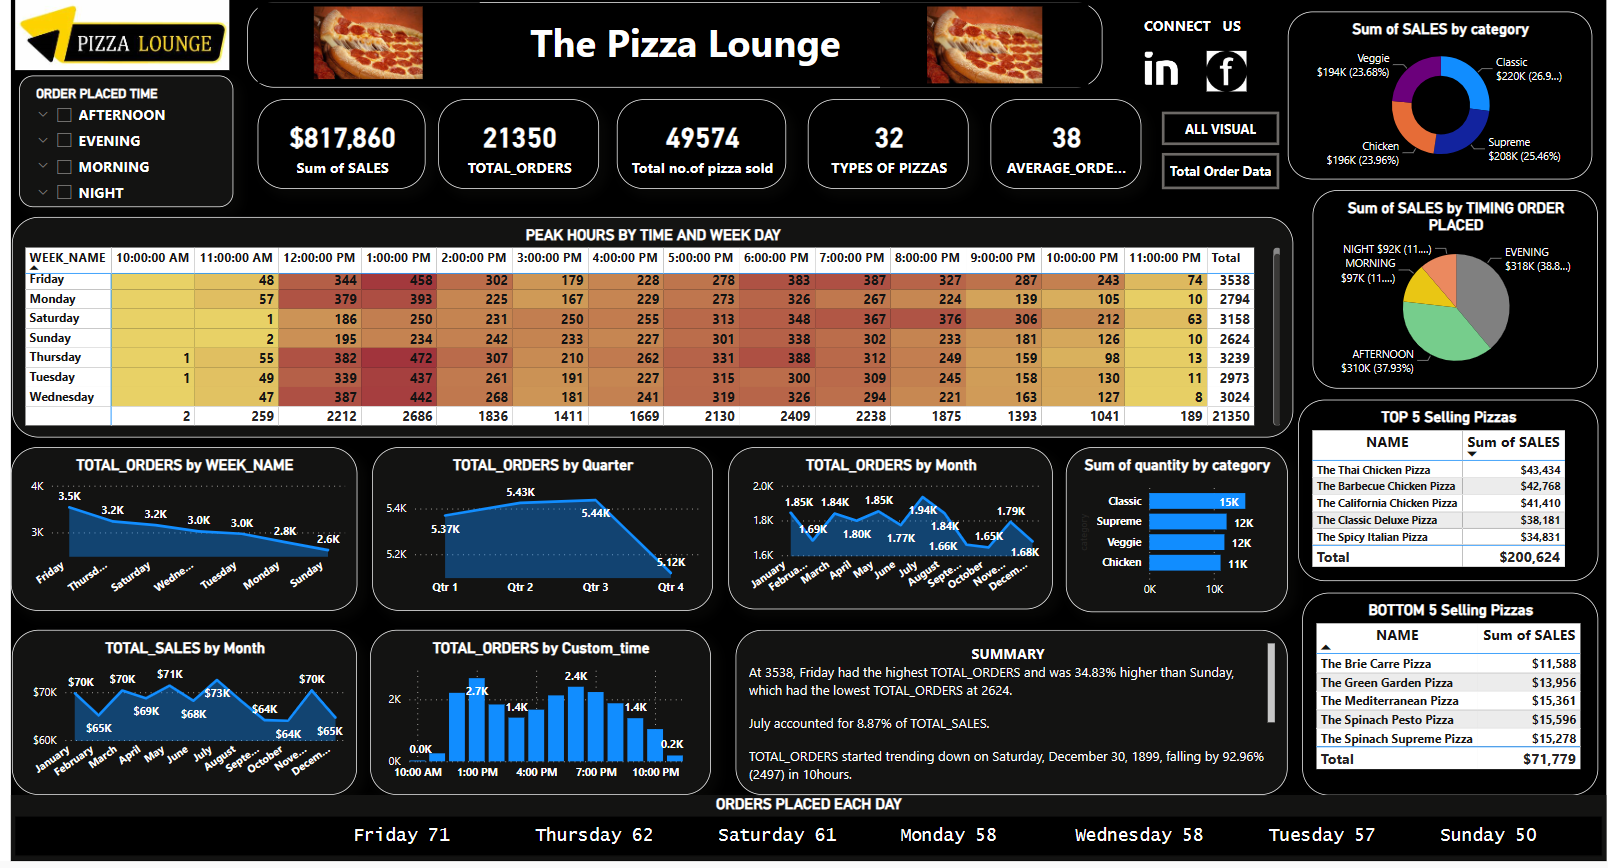 PIZZA LOUNGE
The Pizza Lounge
CONNECT US
in
f
ORDER PLACED TIME
AFTERNOON
EVENING
MORNING
NIGHT
$817,860
Sum of SALES
21350
TOTAL_ORDERS
49574
Total no.of pizza sold
32
TYPES OF PIZZAS
38
AVERAGE_ORDE...
ALL VISUAL
Total Order Data
Sum of SALES by category
Veggie
$194K (23.68%)
Classic
$220K (26.9...)
Chicken
$196K (23.96%)
Supreme
$208K (25.46%)
PEAK HOURS BY TIME AND WEEK DAY
WEEK_NAME 10:00:00 AM 11:00:00 AM 12:00:00 PM 1:00:00 PM 2:00:00 PM 3:00:00 PM 4:00:00 PM 5:00:00 PM 6:00:00 PM 7:00:00 PM 8:00:00 PM 9:00:00 PM 10:00:00 PM 11:00:00 PM Total
Friday 48 344 458 302 179 228 278 383 387 327 287 243 74 3538
Monday 57 379 393 225 167 229 273 326 267 224 139 105 10 2794
Saturday 1 186 250 231 250 255 313 348 367 376 306 212 63 3158
Sunday 2 195 234 242 233 227 301 338 302 233 181 126 10 2624
Thursday 1 55 382 472 307 210 262 331 388 312 249 159 98 13 3239
Tuesday 1 49 339 437 261 191 227 315 300 309 245 158 130 11 2973
Wednesday 47 387 442 268 181 241 319 326 294 221 163 127 8 3024
2 259 2212 2686 1836 1411 1669 2130 2409 2238 1875 1393 1041 189 21350
Sum of SALES by TIMING ORDER
PLACED
NIGHT $92K (11....)
MORNING
$97K (11....)
EVENING
$318K (38.8...)
AFTERNOON
$310K (37.93%)
TOP 5 Selling Pizzas
NAME Sum of SALES
The Thai Chicken Pizza $43,434
The Barbecue Chicken Pizza $42,768
The California Chicken Pizza $41,410
The Classic Deluxe Pizza $38,181
The Spicy Italian Pizza $34,831
Total $200,624
TOTAL_ORDERS by WEEK_NAME
4K
3K
3.5K 3.2K 3.2K 3.0K 3.0K 2.8K 2.6K
Friday Thursd... Saturday Wedne... Tuesday Monday Sunday
TOTAL_ORDERS by Quarter
5.4K
5.2K
5.37K 5.43K 5.44K 5.12K
Qtr 1 Qtr 2 Qtr 3 Qtr 4
TOTAL_ORDERS by Month
2.0K
1.8K
1.6K
1.85K 1.69K 1.84K 1.80K 1.85K 1.77K 1.94K 1.84K 1.66K 1.65K 1.79K 1.68K
January Februa... March April May June July August Septe... October Nove... Decem...
Sum of quantity by category
category
Classic 15K
Supreme 12K
Veggie 12K
Chicken 11K
0K 10K
BOTTOM 5 Selling Pizzas
NAME Sum of SALES
The Brie Carre Pizza $11,588
The Green Garden Pizza $13,956
The Mediterranean Pizza $15,361
The Spinach Pesto Pizza $15,596
The Spinach Supreme Pizza $15,278
Total $71,779
TOTAL_SALES by Month
$70K
$60K
$70K $65K $70K $69K $71K $68K $73K $64K $64K $70K $65K
January February March April May June July August Septe... October Nove... Decem...
TOTAL_ORDERS by Custom_time
2K
0K
0.0K 2.7K 1.4K 2.4K 1.4K 0.2K
10:00 AM 1:00 PM 4:00 PM 7:00 PM 10:00 PM
SUMMARY
At 3538, Friday had the highest TOTAL_ORDERS and was 34.83% higher than Sunday,
which had the lowest TOTAL_ORDERS at 2624.
July accounted for 8.87% of TOTAL_SALES.
TOTAL_ORDERS started trending down on Saturday, December 30, 1899, falling by 92.96%
(2497) in 10hours.
ORDERS PLACED EACH DAY
Friday 71 Thursday 62 Saturday 61 Monday 58 Wednesday 58 Tuesday 57 Sunday 50